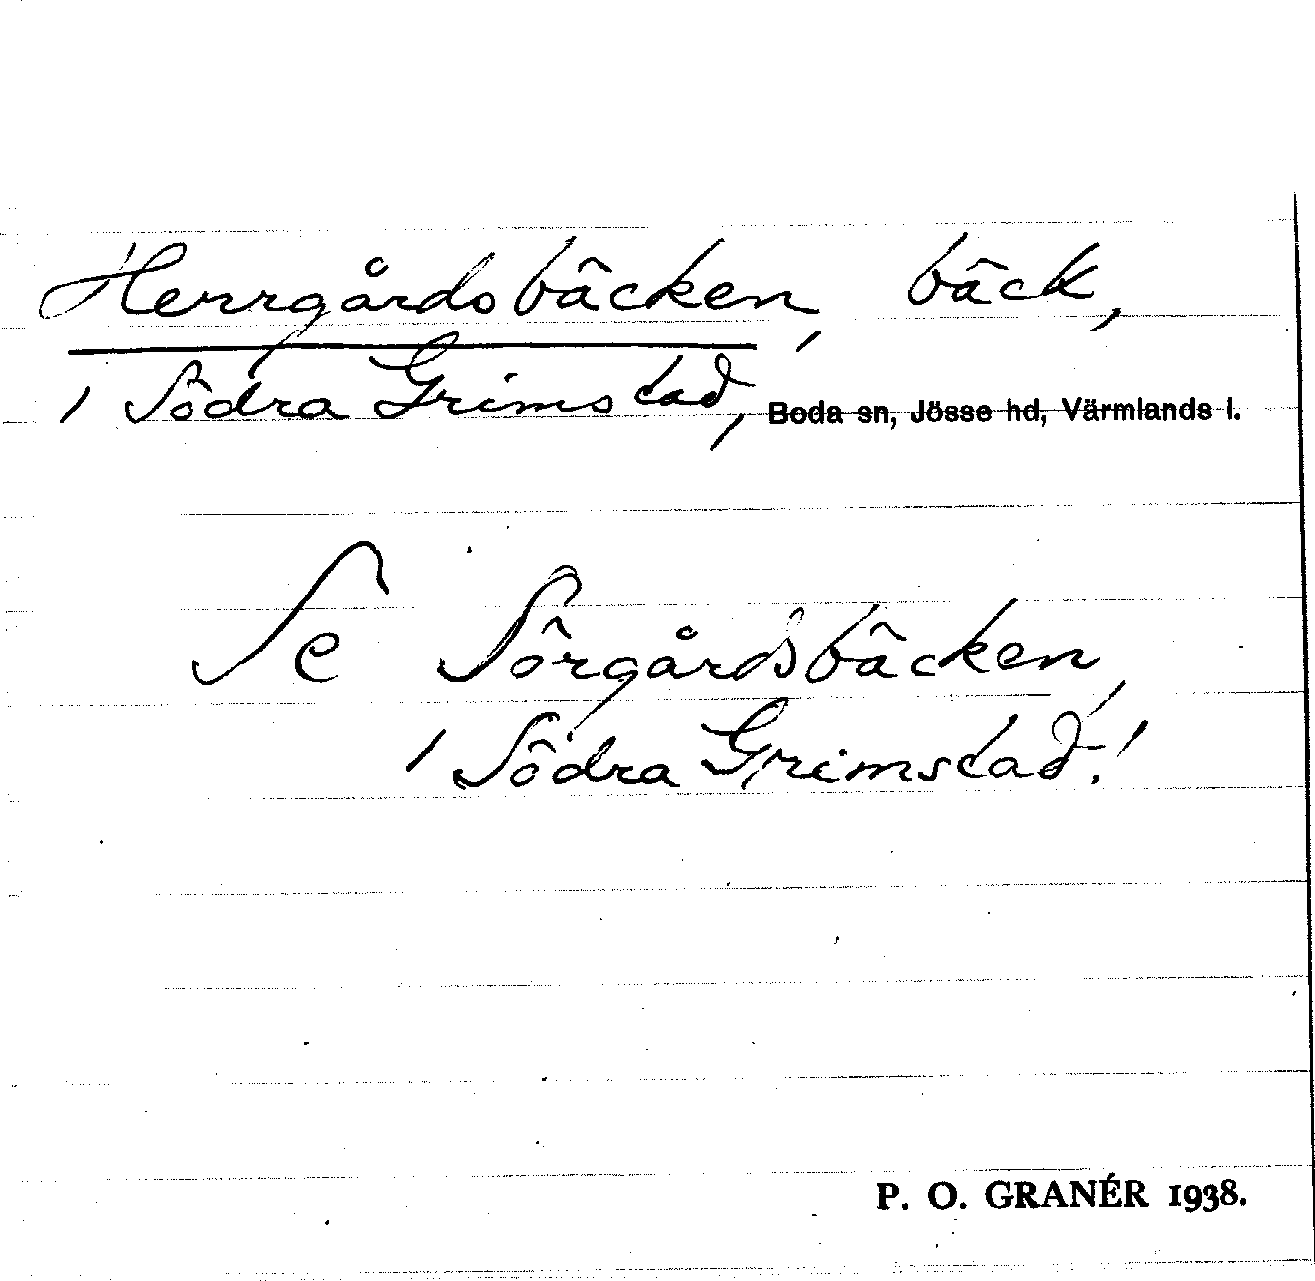 Herrgårdsbäcken, bäck,
i Södra Grimstad, Boda sn, Jösse hd, Värmlands l.
Se Sörgårdsbäcken,
i Södra Grimstad!
P. O. GRANÉR 1938.